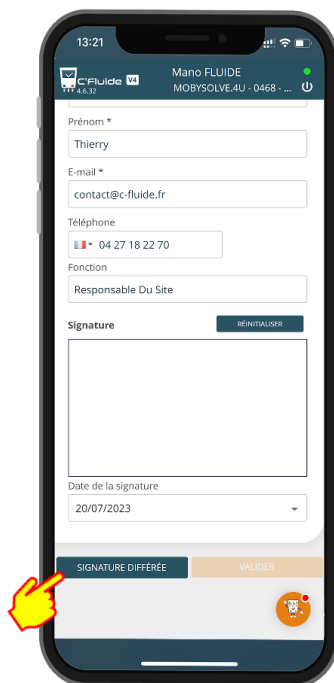 13:21
C'Fluide V4
4.6.32
Mano FLUIDE
MOBYSOLVE.4U - 0468 - ...
Prénom *
Thierry
E-mail *
contact@c-fluide.fr
Téléphone
04 27 18 22 70
Fonction
Responsable Du Site
Signature
RÉINITIALISER
Date de la signature
20/07/2023
SIGNATURE DIFFÉRÉE
VALIDER